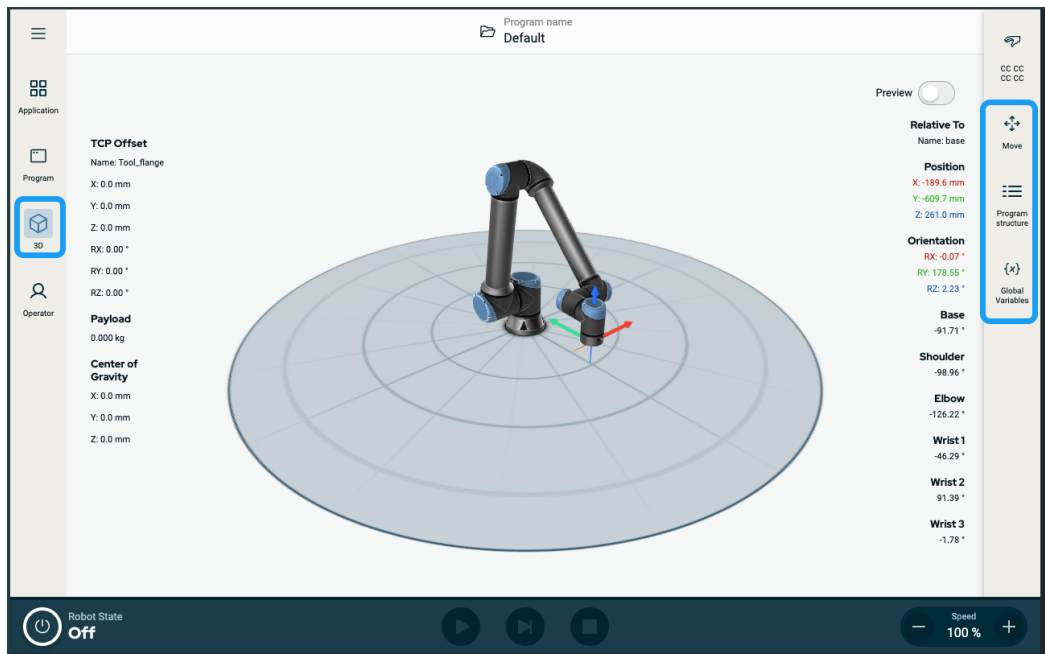 Program name
Default
Application
Program
3D
Operator
TCP Offset
Name: Tool_flange
X: 0.0 mm
Y: 0.0 mm
Z: 0.0 mm
RX: 0.00 °
RY: 0.00 °
RZ: 0.00 °
Payload
0.000 kg
Center of
Gravity
X: 0.0 mm
Y: 0.0 mm
Z: 0.0 mm
Preview
Relative To
Name: base
Position
X: -189.6 mm
Y: -609.7 mm
Z: 261.0 mm
Orientation
RX: -0.07 °
RY: 178.55 °
RZ: 2.23 °
Base
-91.71 °
Shoulder
-98.96 °
Elbow
-126.22 °
Wrist 1
-46.29 °
Wrist 2
91.39 °
Wrist 3
-1.78 °
CC CC
CC CC
Move
Program
structure
{x}
Global
Variables
Robot State
Off
Speed
100 %